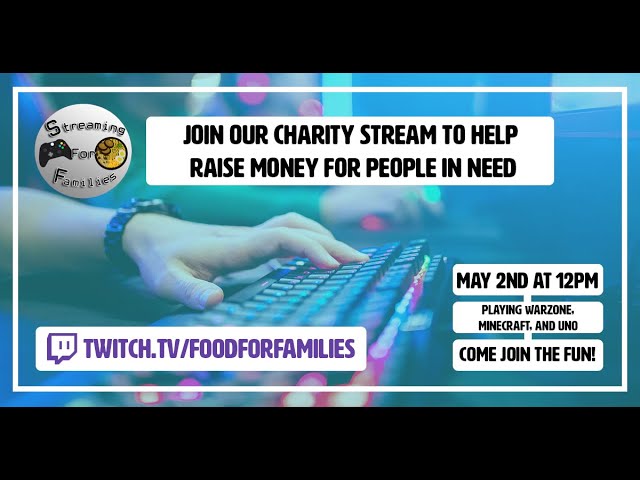 Streaming
For
Families
JOIN OUR CHARITY STREAM TO HELP
RAISE MONEY FOR PEOPLE IN NEED
MAY 2ND AT 12PM
PLAYING WARZONE,
MINECRAFT, AND UNO
COME JOIN THE FUN!
TWITCH.TV/FOODFORFAMILIES